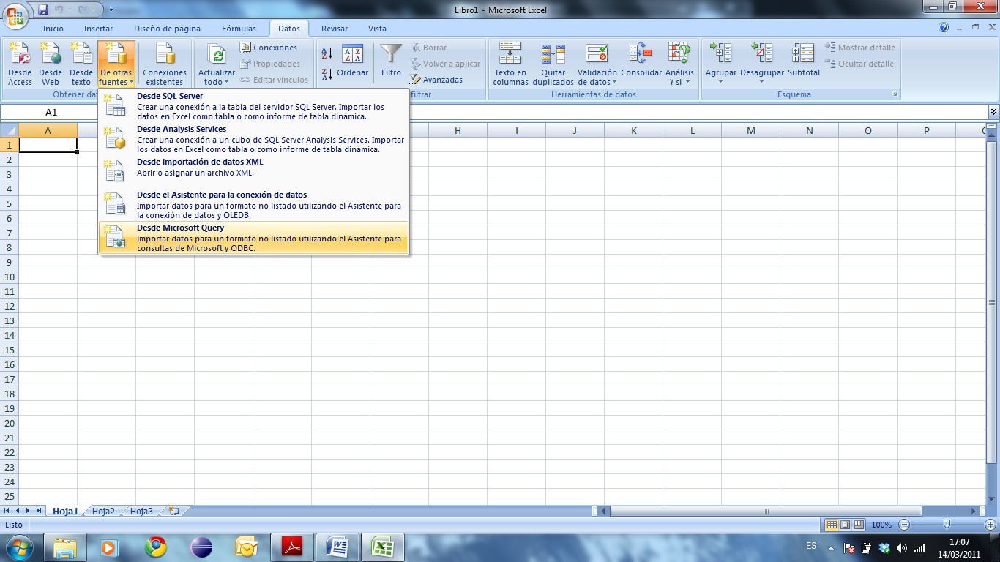 Libro1 - Microsoft Excel
Inicio
Insertar
Diseño de página
Fórmulas
Datos
Revisar
Vista
Desde Access
Desde Web
Desde texto
De otras fuentes
Conexiones existentes
Actualizar todo
Conexiones
Propiedades
Editar vínculos
Ordenar
Filtro
Borrar
Volver a aplicar
Avanzadas
Texto en columnas
Quitar duplicados
Validación de datos
Consolidar
Análisis Y si
Agrupar
Desagrupar
Subtotal
Mostrar detalle
Ocultar detalle
Obtener dat
filtrar
Herramientas de datos
Esquema
A1
Desde SQL Server
Crear una conexión a la tabla del servidor SQL Server. Importar los
datos en Excel como tabla o como informe de tabla dinámica.
Desde Analysis Services
Crear una conexión a un cubo de SQL Server Analysis Services. Importar
los datos en Excel como tabla o como informe de tabla dinámica.
Desde importación de datos XML
Abrir o asignar un archivo XML.
Desde el Asistente para la conexión de datos
Importar datos para un formato no listado utilizando el Asistente para
la conexión de datos y OLEDB.
Desde Microsoft Query
Importar datos para un formato no listado utilizando el Asistente para
consultas de Microsoft y ODBC.
A H I J K L M N O P
1
2
3
4
5
6
7
8
9
10
11
12
13
14
15
16
17
18
19
20
21
22
23
24
25
Hoja1 Hoja2 Hoja3
Listo
100%
ES
17:07
14/03/2011